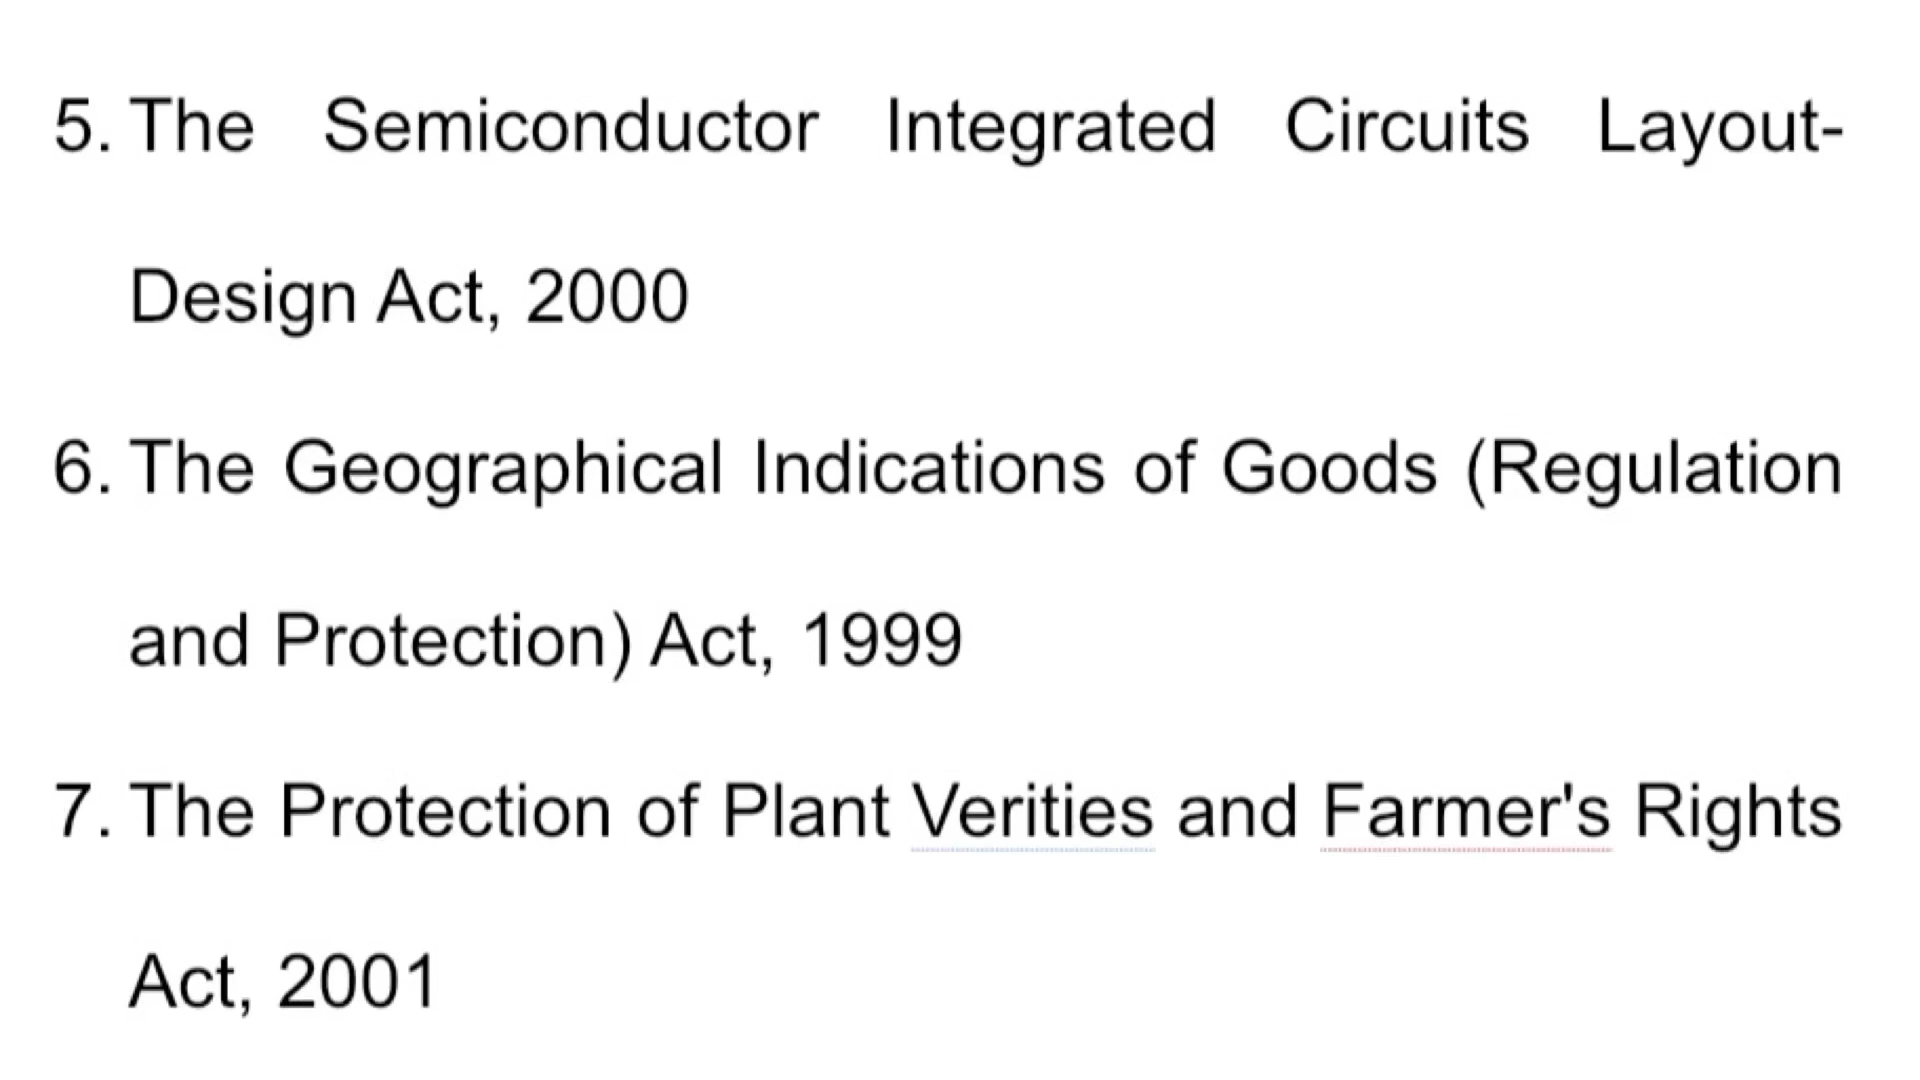 5. The Semiconductor Integrated Circuits Layout-
Design Act, 2000
6. The Geographical Indications of Goods (Regulation
and Protection) Act, 1999
7. The Protection of Plant Verities and Farmer's Rights
Act, 2001